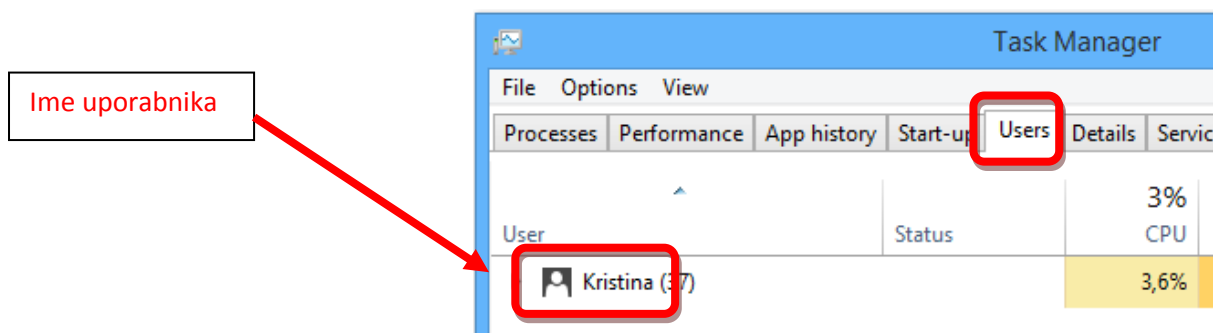 Task Manager
Ime uporabnika
File Options View
Processes Performance App history Start-up Users Details Servic
3%
User Status CPU
Kristina (37) 3,6%